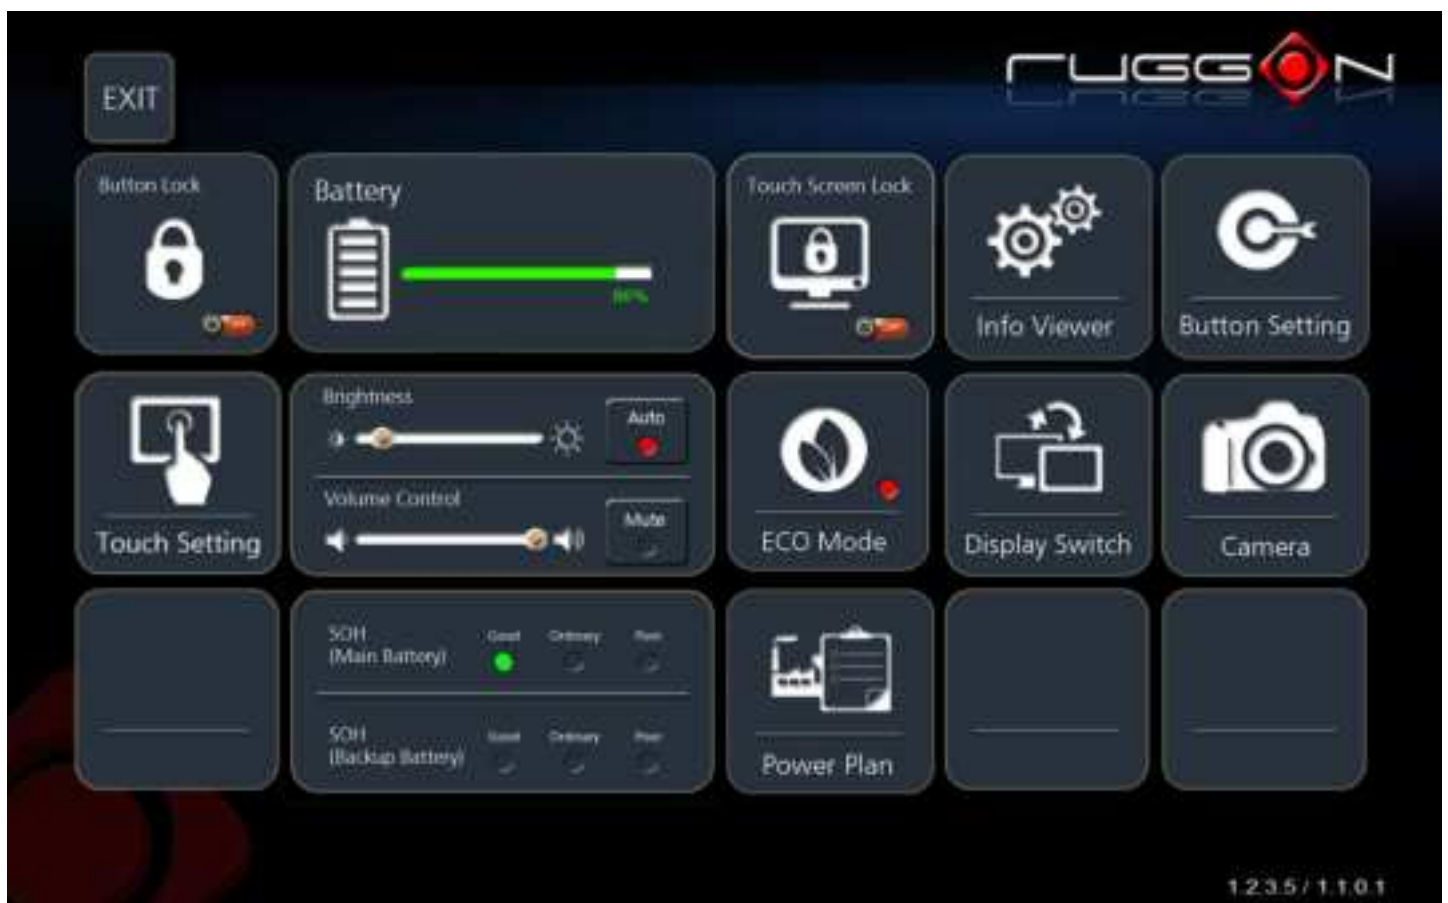 RUGGON
EXIT
Button Lock
Battery
86%
Touch Screen Lock
Info Viewer
Button Setting
Touch Setting
Brightness
Auto
Volume Control
Mute
ECO Mode
Display Switch
Camera
SOH
(Main Battery)
Good Ordinary Poor
SOH
(Backup Battery)
Good Ordinary Poor
Power Plan
1.2.3.5 / 1.1.0.1